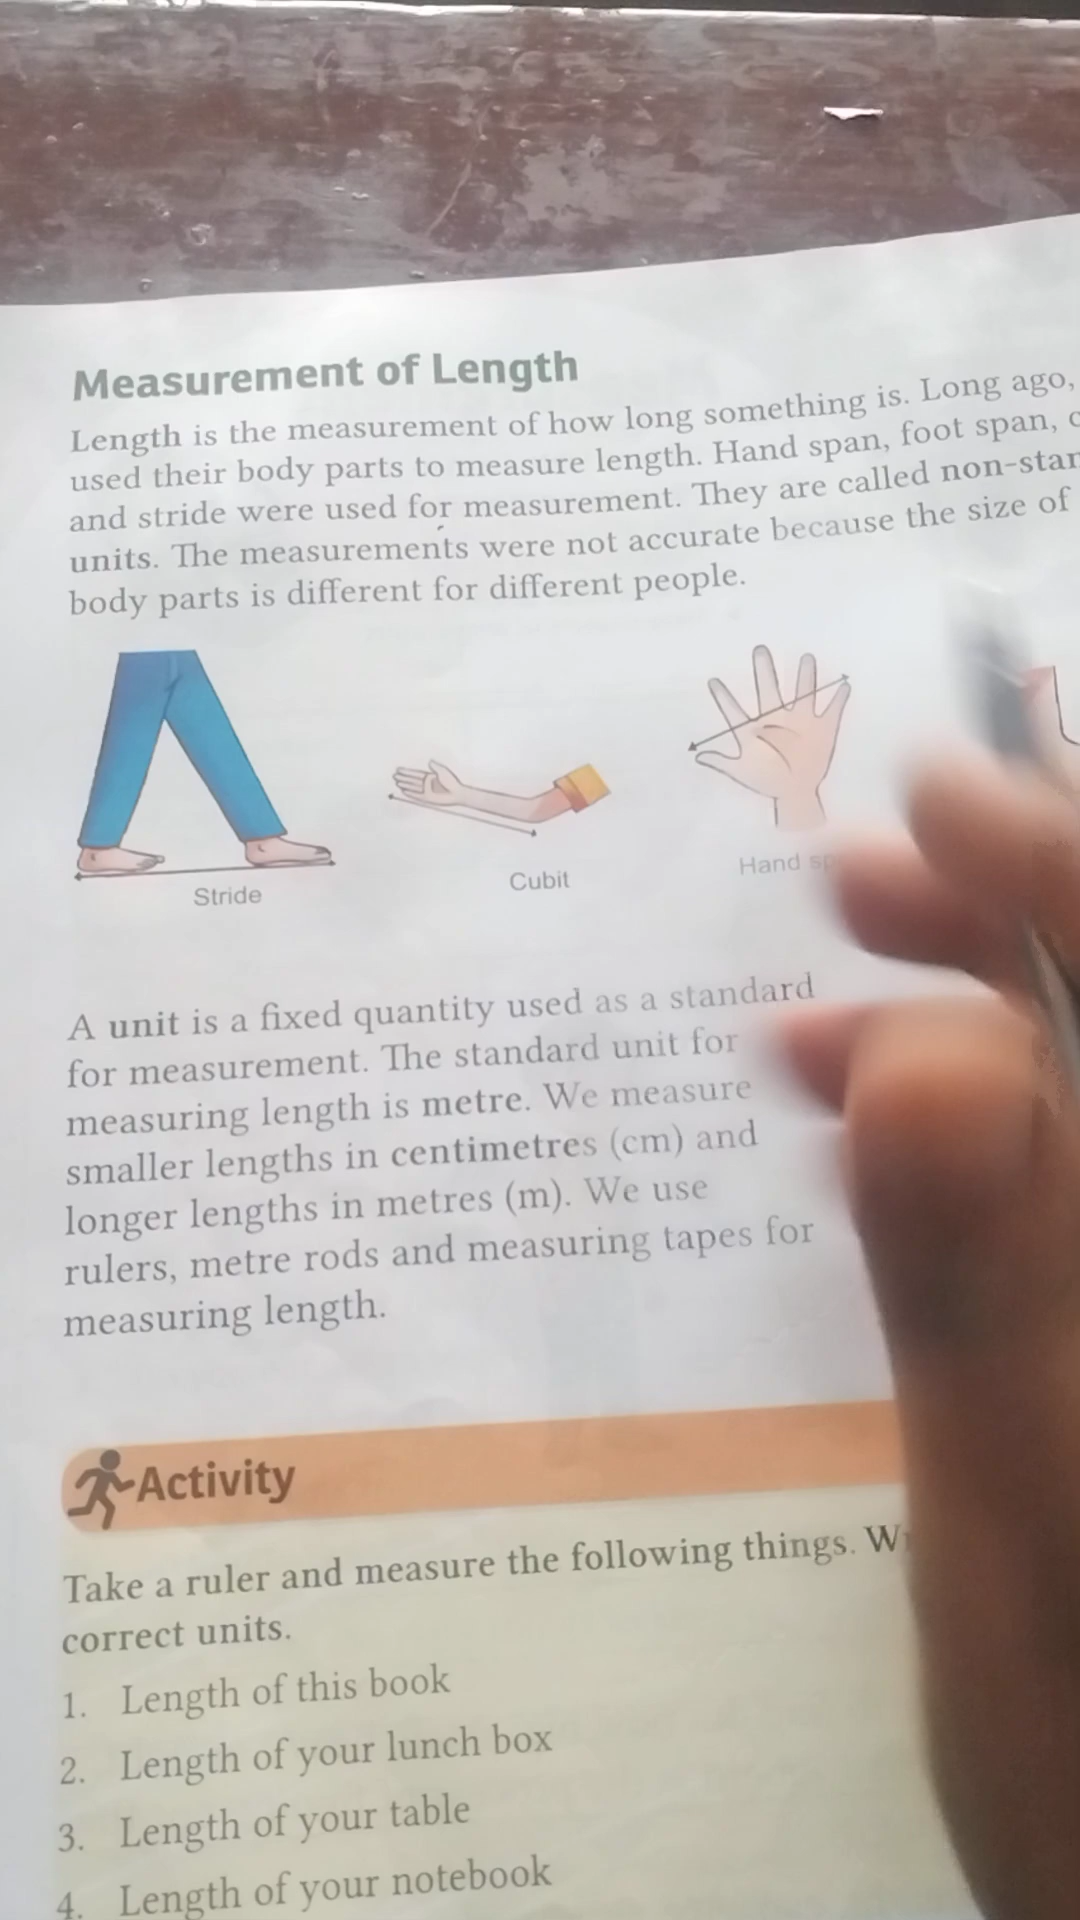 Measurement of Length
Length is the measurement of how long something is. Long ago,
used their body parts to measure length. Hand span, foot span,
and stride were used for measurement. They are called
units. The measurements were not accurate because the size of
body parts is different for different people.
Stride
Cubit
Hand
A unit is a fixed quantity used as a standard
for measurement. The standard unit for
measuring length is metre. We measure
smaller lengths in centimetres (cm) and
longer lengths in metres (m). We use
rulers, metre rods and measuring tapes for
measuring length.
Activity
Take a ruler and measure the following things.
correct units.
1. Length of this book
2. Length of your lunch box
3. Length of your table
4. Length of your notebook